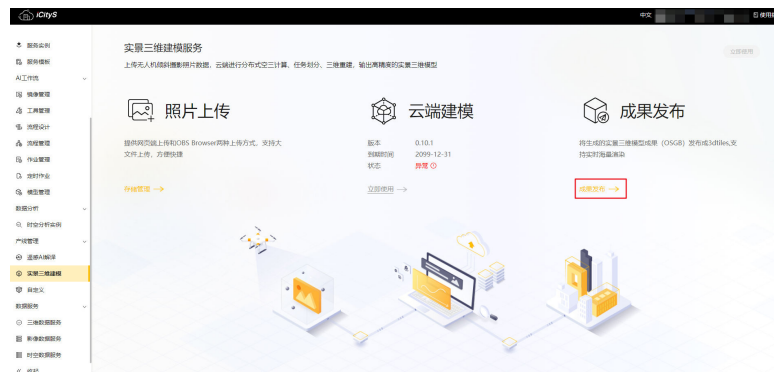 iCityS
中文
使用
服务实例
服务模板
AI工作流
镜像管理
工具管理
流程设计
流程管理
作业管理
定时作业
模型管理
数据分析
时空分析实例
产线管理
遥感AI解译
实景三维建模
自定义
数据服务
三维数据服务
影像数据服务
时空数据服务
收起
实景三维建模服务
立即使用
上传无人机倾斜摄影照片数据，云端进行分布式空三计算、任务划分、三维重建，输出高精度的实景三维模型
照片上传
提供网页端上传和OBS Browser两种上传方式，支持大
文件上传，方便快捷
存储管理 →
云端建模
版本 0.10.1
到期时间 2099-12-31
状态 异常
立即使用 →
成果发布
将生成的实景三维模型成果（OSGB）发布成3dtiles,支
持实时海量渲染
成果发布 →